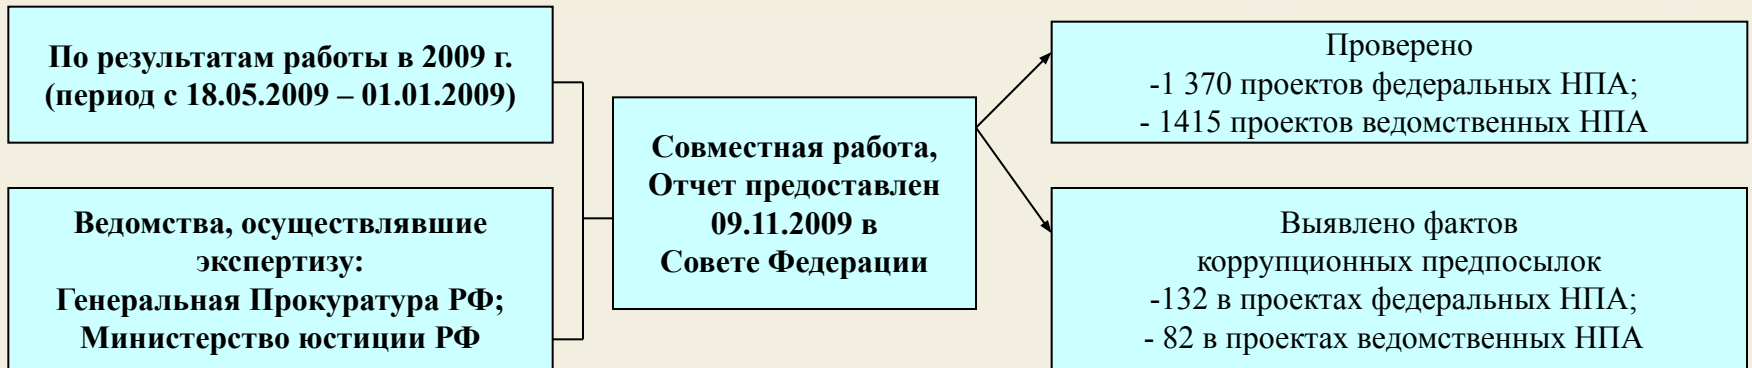 По результатам работы в 2009 г.
(период с 18.05.2009 – 01.01.2009)
Ведомства, осуществлявшие
экспертизу:
Генеральная Прокуратура РФ;
Министерство юстиции РФ
Совместная работа,
Отчет предоставлен
09.11.2009 в
Совете Федерации
Проверено
-1 370 проектов федеральных НПА;
- 1415 проектов ведомственных НПА
Выявлено фактов
коррупционных предпосылок
-132 в проектах федеральных НПА;
- 82 в проектах ведомственных НПА